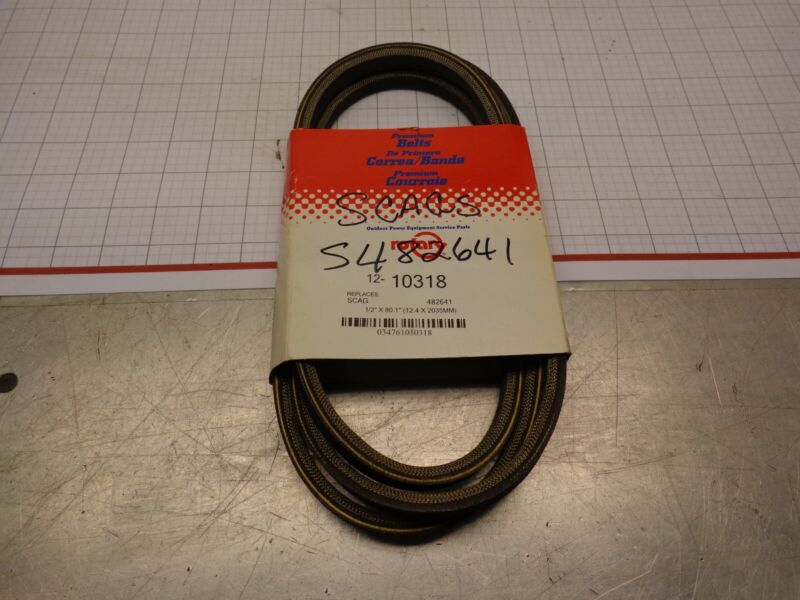 Premium
Belts
De Primera
Correa/Banda
Premium
Courroie
SCAGS
Outdoor Power Equipment Service Parts
rotary
S482641
12- 10318
REPLACES:
SCAG 482641
1/2" X 80.1" (12.4 X 2035MM)
034761050318